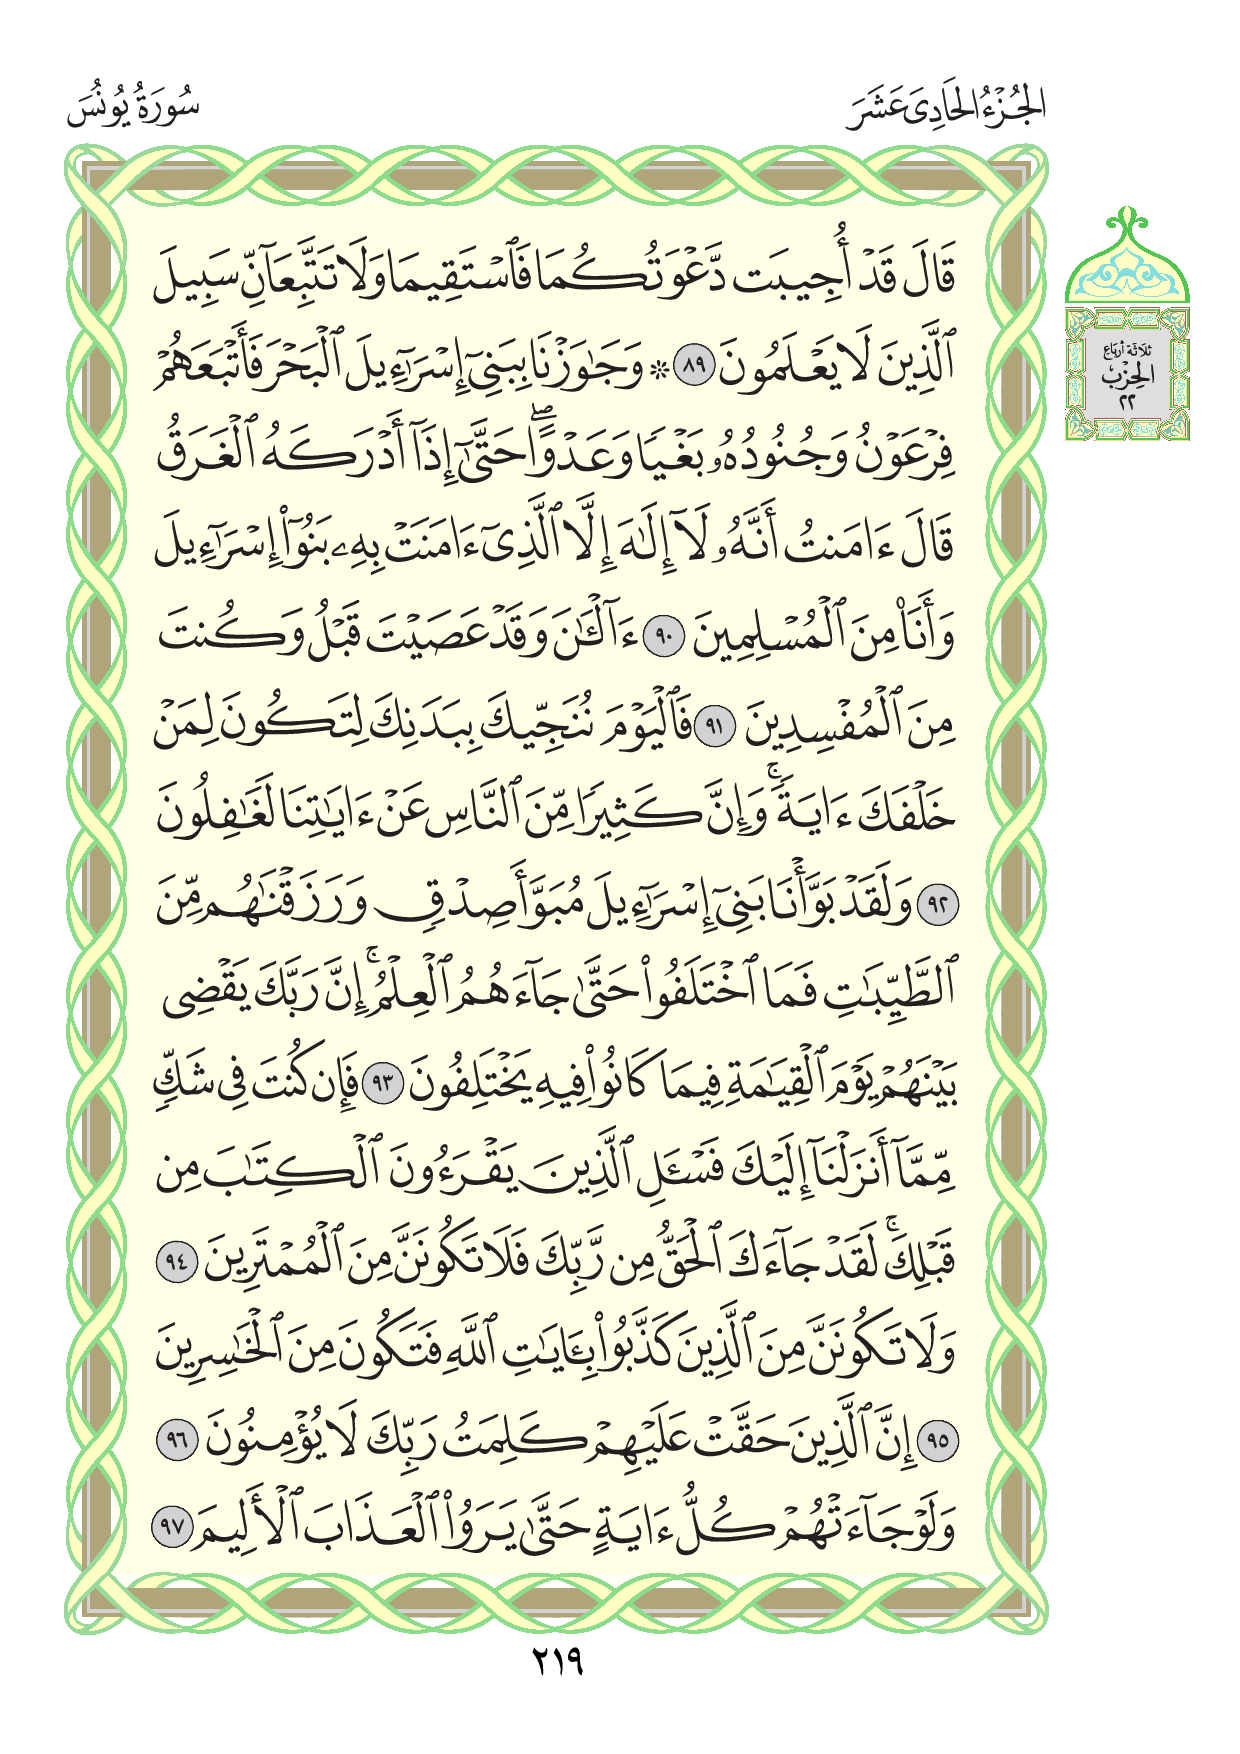 الجُزْءُ الحَادِى عَشَرَ
سُورَةُ يُونُسَ
قَالَ قَدْ أُجِيبَت دَّعْوَتُكُمَا فَٱسْتَقِيمَا وَلَا تَتَّبِعَآنِّ سَبِيلَ
ٱلَّذِينَ لَا يَعْلَمُونَ ٨٩ ۞ وَجَٰوَزْنَا بِبَنِىٓ إِسْرَٰٓءِيلَ ٱلْبَحْرَ فَأَتْبَعَهُمْ
فِرْعَوْنُ وَجُنُودُهُۥ بَغْيًا وَعَدْوًا ۖ حَتَّىٰٓ إِذَآ أَدْرَكَهُ ٱلْغَرَقُ
قَالَ ءَامَنتُ أَنَّهُۥ لَآ إِلَٰهَ إِلَّا ٱلَّذِىٓ ءَامَنَتْ بِهِۦ بَنُوٓا۟ إِسْرَٰٓءِيلَ
وَأَنَا۠ مِنَ ٱلْمُسْلِمِينَ ٩٠ ءَآلْـَٰٔنَ وَقَدْ عَصَيْتَ قَبْلُ وَكُنتَ
مِنَ ٱلْمُفْسِدِينَ ٩١ فَٱلْيَوْمَ نُنَجِّيكَ بِبَدَنِكَ لِتَكُونَ لِمَنْ
خَلْفَكَ ءَايَةً ۚ وَإِنَّ كَثِيرًا مِّنَ ٱلنَّاسِ عَنْ ءَايَٰتِنَا لَغَٰفِلُونَ
٩٢ وَلَقَدْ بَوَّأْنَا بَنِىٓ إِسْرَٰٓءِيلَ مُبَوَّأَ صِدْقٍ وَرَزَقْنَٰهُم مِّنَ
ٱلطَّيِّبَٰتِ فَمَا ٱخْتَلَفُوا۟ حَتَّىٰ جَآءَهُمُ ٱلْعِلْمُ ۚ إِنَّ رَبَّكَ يَقْضِى
بَيْنَهُمْ يَوْمَ ٱلْقِيَٰمَةِ فِيمَا كَانُوا۟ فِيهِ يَخْتَلِفُونَ ٩٣ فَإِن كُنتَ فِى شَكٍّ
مِّمَّآ أَنزَلْنَآ إِلَيْكَ فَسْـَٔلِ ٱلَّذِينَ يَقْرَءُونَ ٱلْكِتَٰبَ مِن
قَبْلِكَ ۚ لَقَدْ جَآءَكَ ٱلْحَقُّ مِن رَّبِّكَ فَلَا تَكُونَنَّ مِنَ ٱلْمُمْتَرِينَ ٩٤
وَلَا تَكُونَنَّ مِنَ ٱلَّذِينَ كَذَّبُوا۟ بِـَٔايَٰتِ ٱللَّهِ فَتَكُونَ مِنَ ٱلْخَٰسِرِينَ
٩٥ إِنَّ ٱلَّذِينَ حَقَّتْ عَلَيْهِمْ كَلِمَتُ رَبِّكَ لَا يُؤْمِنُونَ ٩٦
وَلَوْ جَآءَتْهُمْ كُلُّ ءَايَةٍ حَتَّىٰ يَرَوُا۟ ٱلْعَذَابَ ٱلْأَلِيمَ ٩٧
ثلاثة أرباع
الحِزْبُ
٢٢
٢١٩